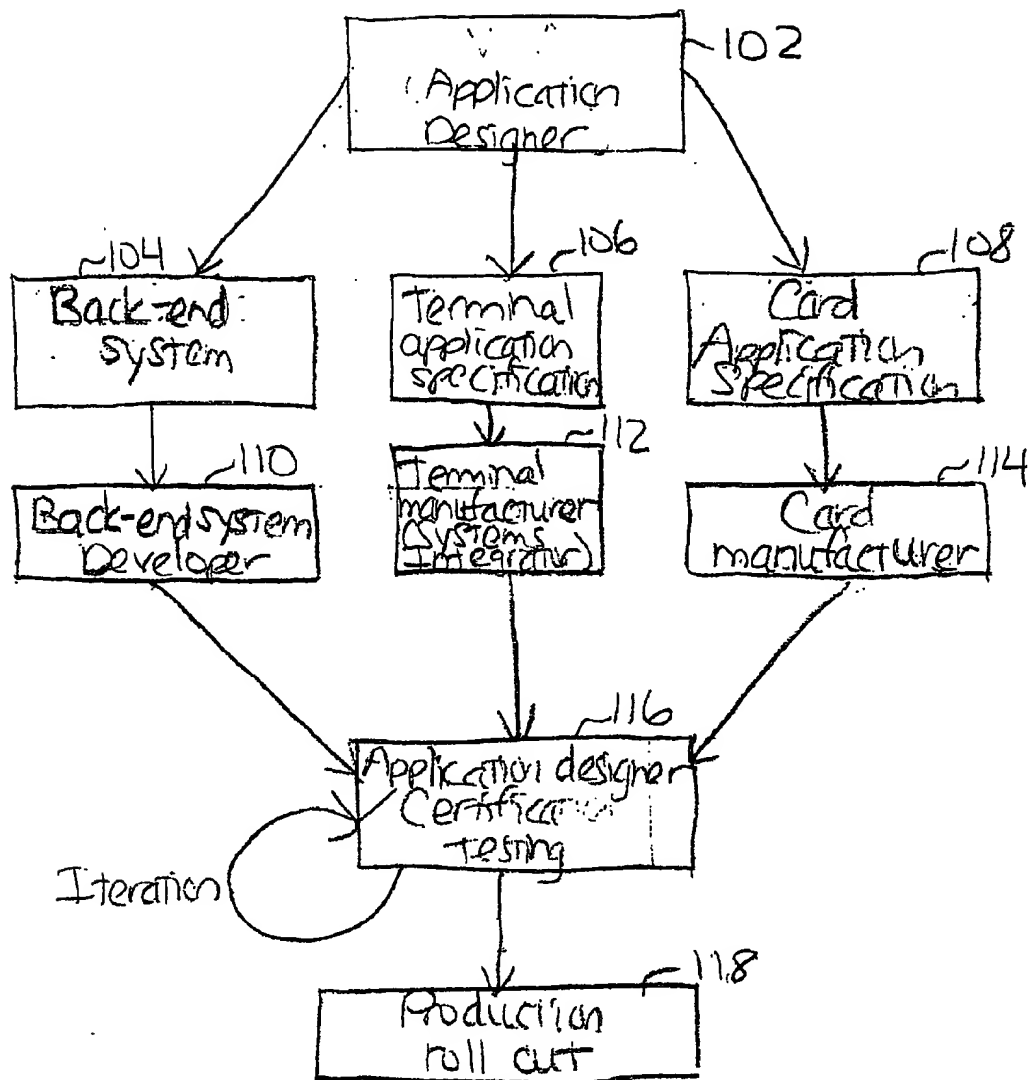 102
Application
Designer
104
Back-end
system
106
Terminal
application
specification
108
Card
Application
Specification
110
Back-end system
Developer
112
Terminal
manufacturer
(systems
Integrator)
114
Card
manufacturer
116
Application designer
Certification
testing
Iteration
118
Production
roll out